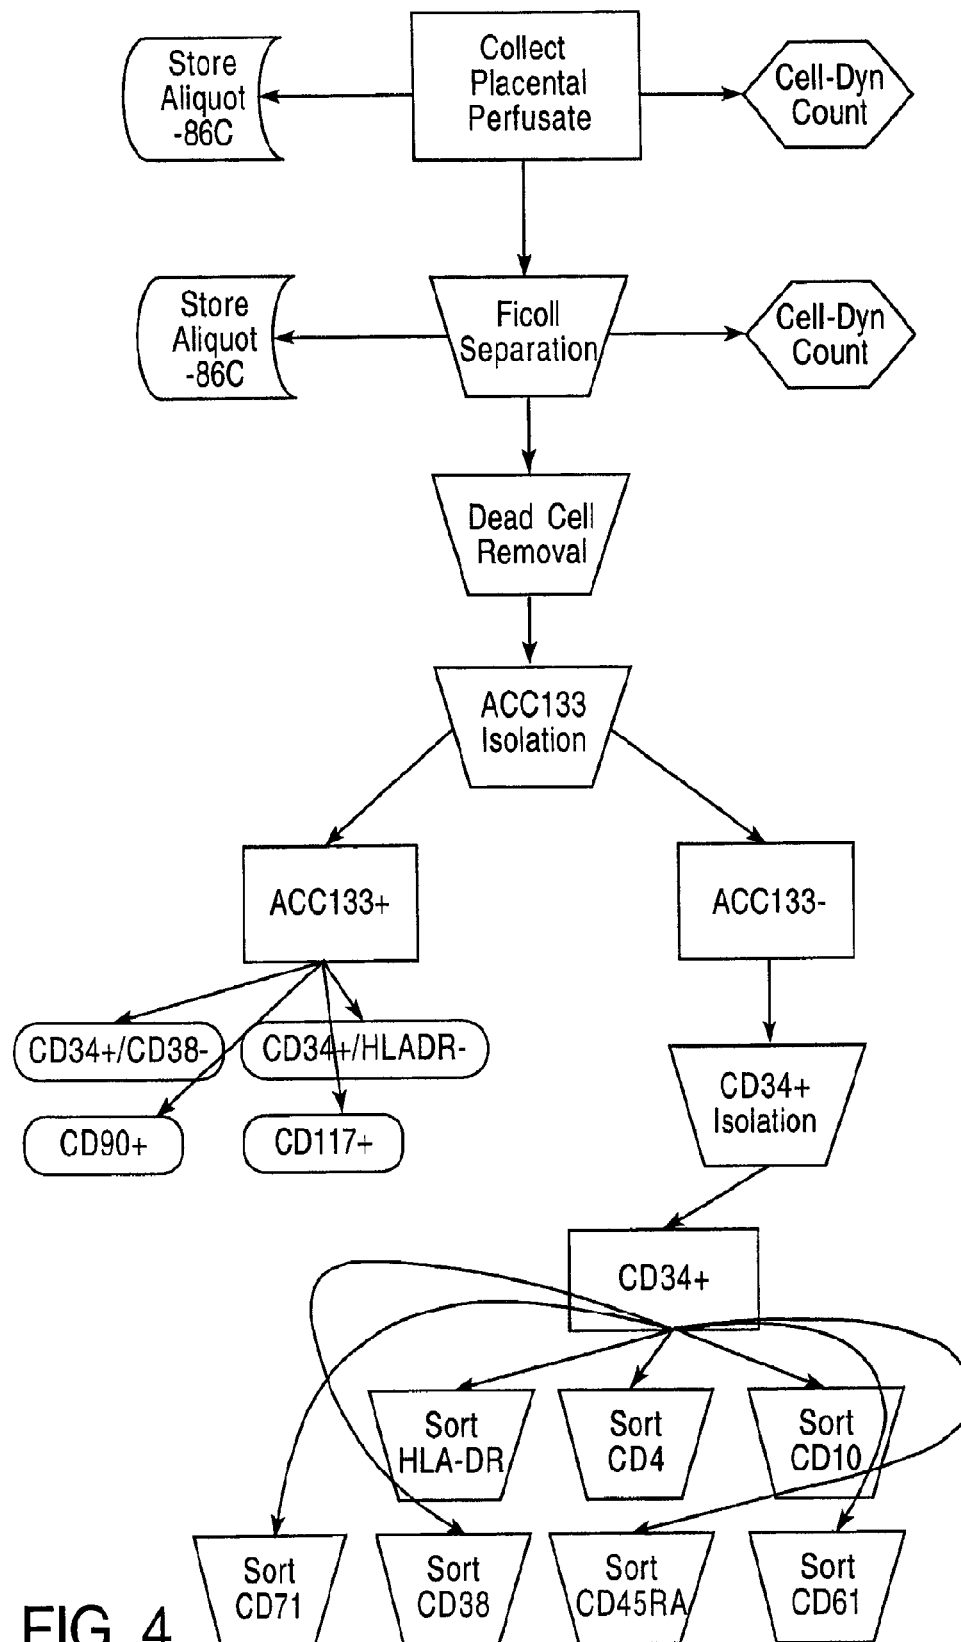 Collect
Placental
Perfusate
Store
Aliquot
-86C
Cell-Dyn
Count
Ficoll
Separation
Store
Aliquot
-86C
Cell-Dyn
Count
Dead Cell
Removal
ACC133
Isolation
ACC133+
ACC133-
CD34+/CD38-
CD34+/HLADR-
CD90+
CD117+
CD34+
Isolation
CD34+
Sort
HLA-DR
Sort
CD4
Sort
CD10
Sort
CD71
Sort
CD38
Sort
CD45RA
Sort
CD61
FIG. 4